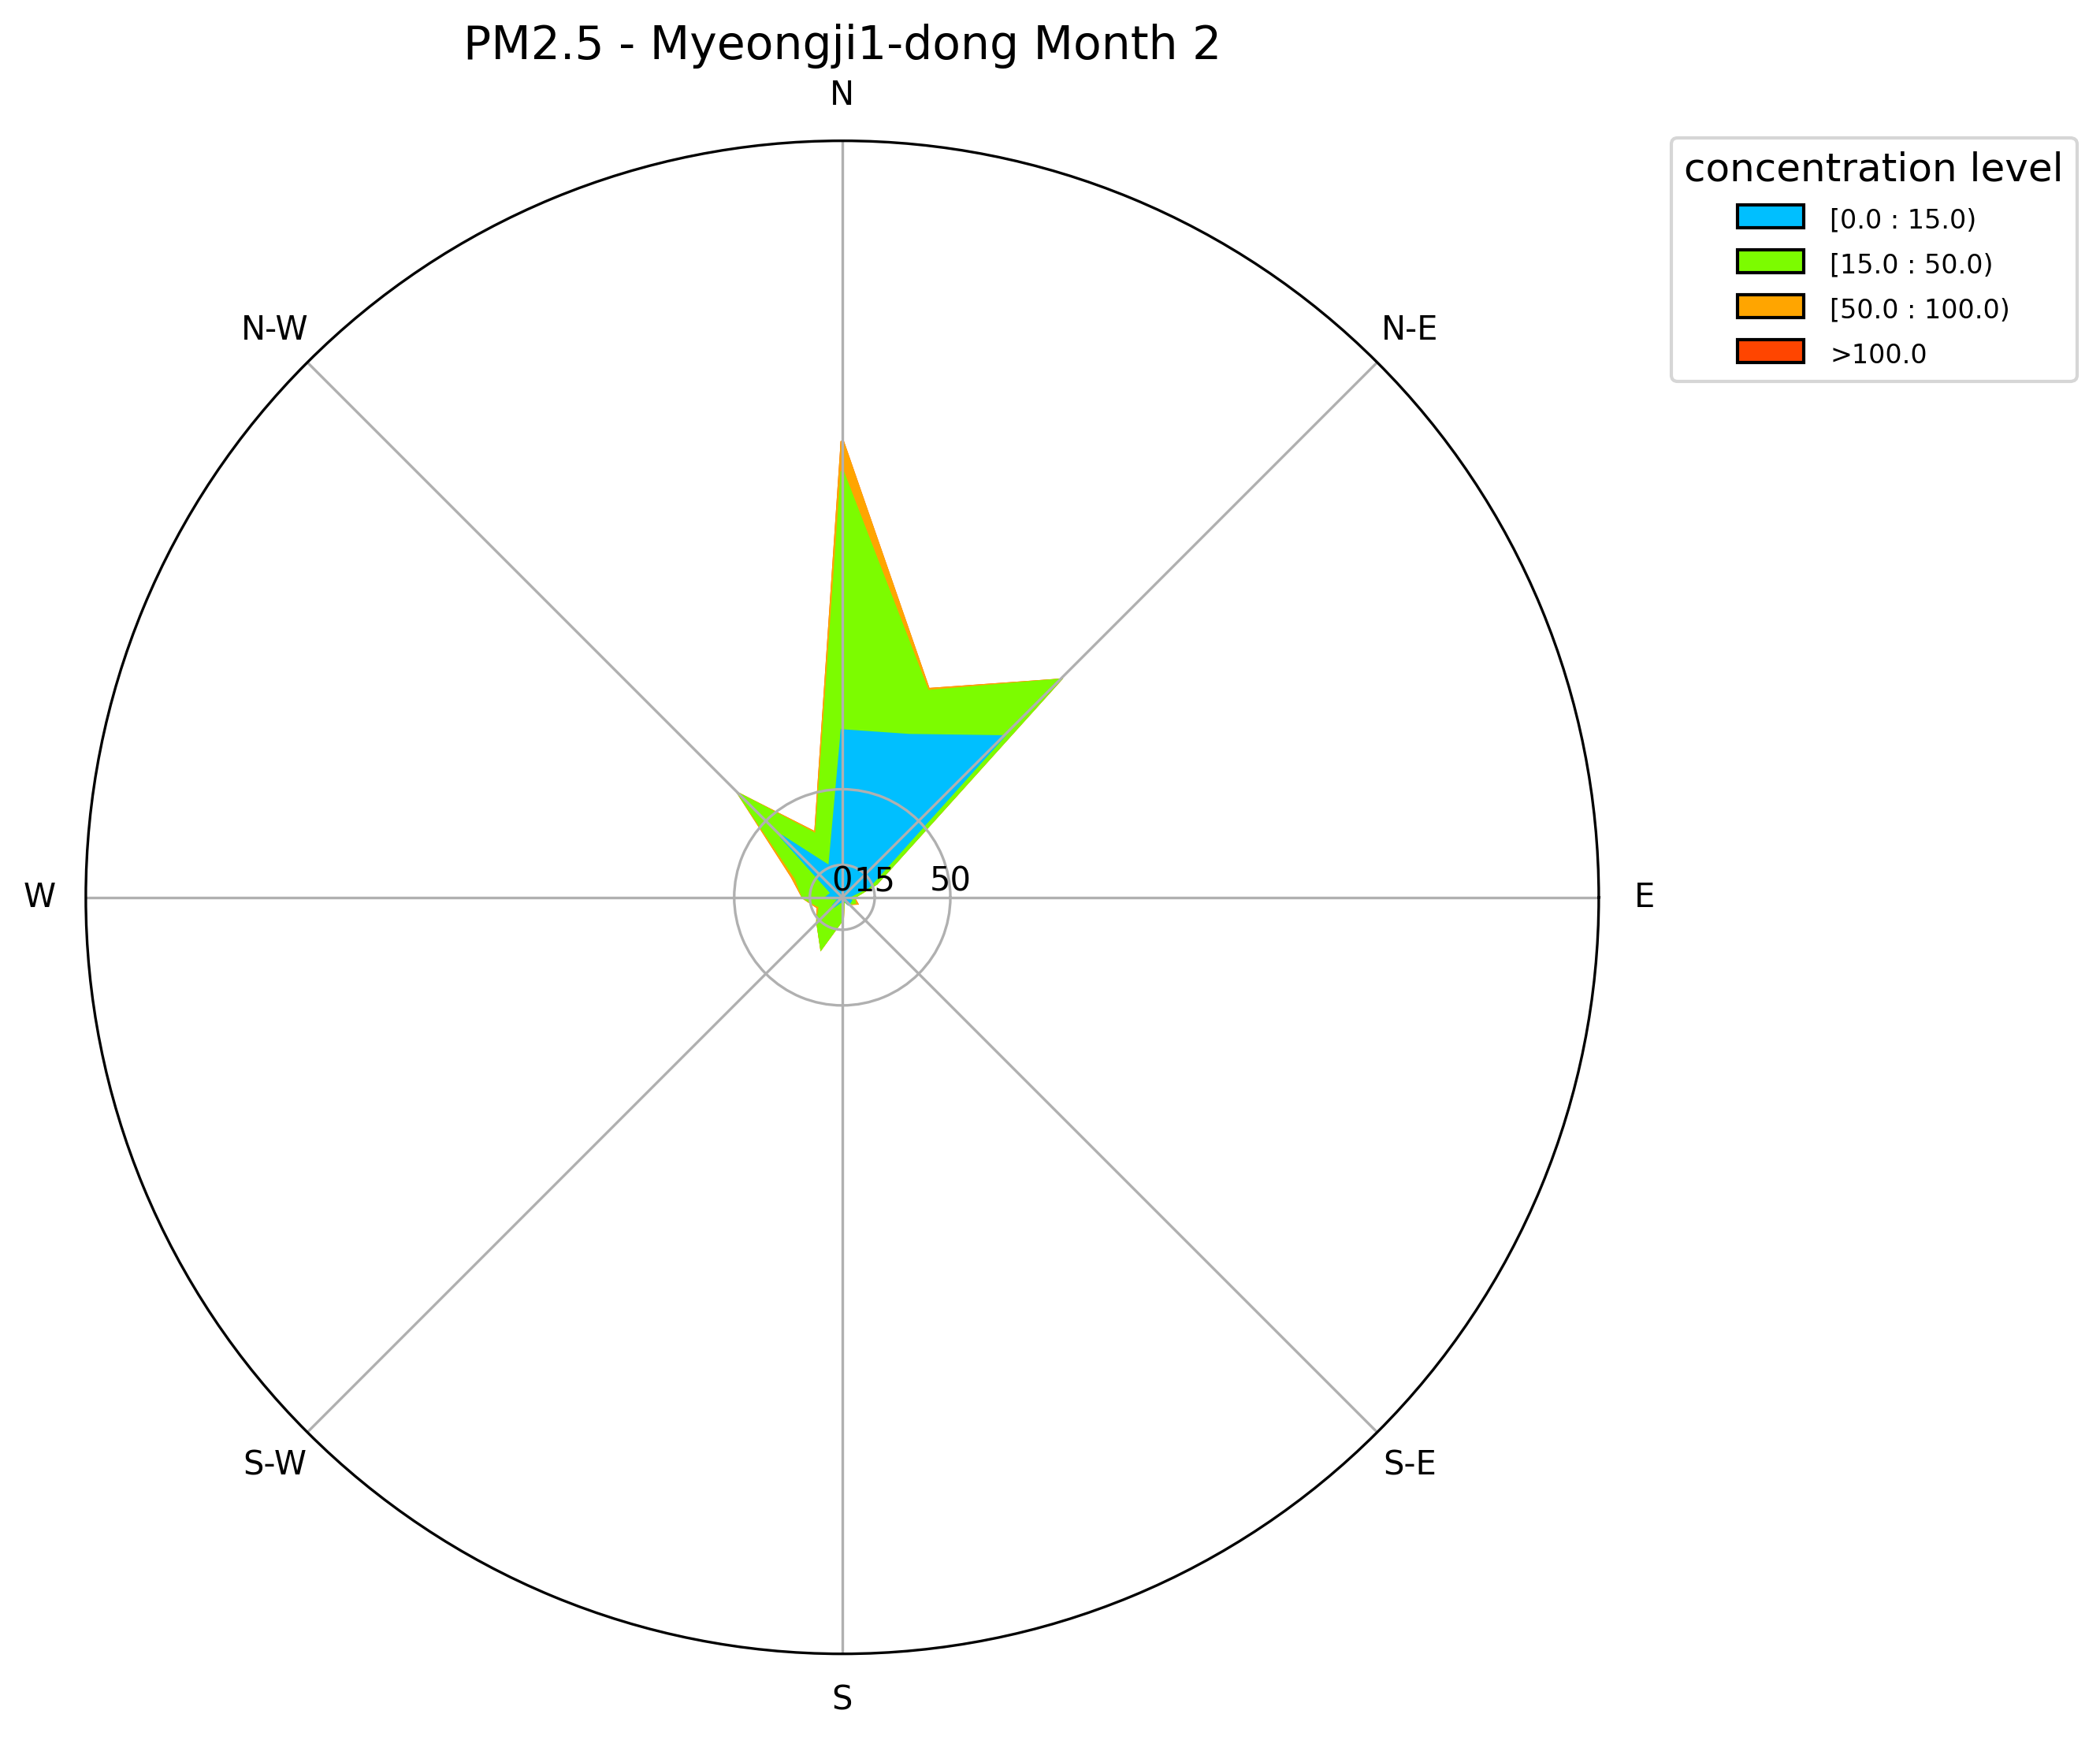 PM2.5 - Myeongji1-dong Month 2
N
N-W
N-E
W
0
15
50
E
S-W
S-E
S
concentration level
[0.0 : 15.0)
[15.0 : 50.0)
[50.0 : 100.0)
>100.0